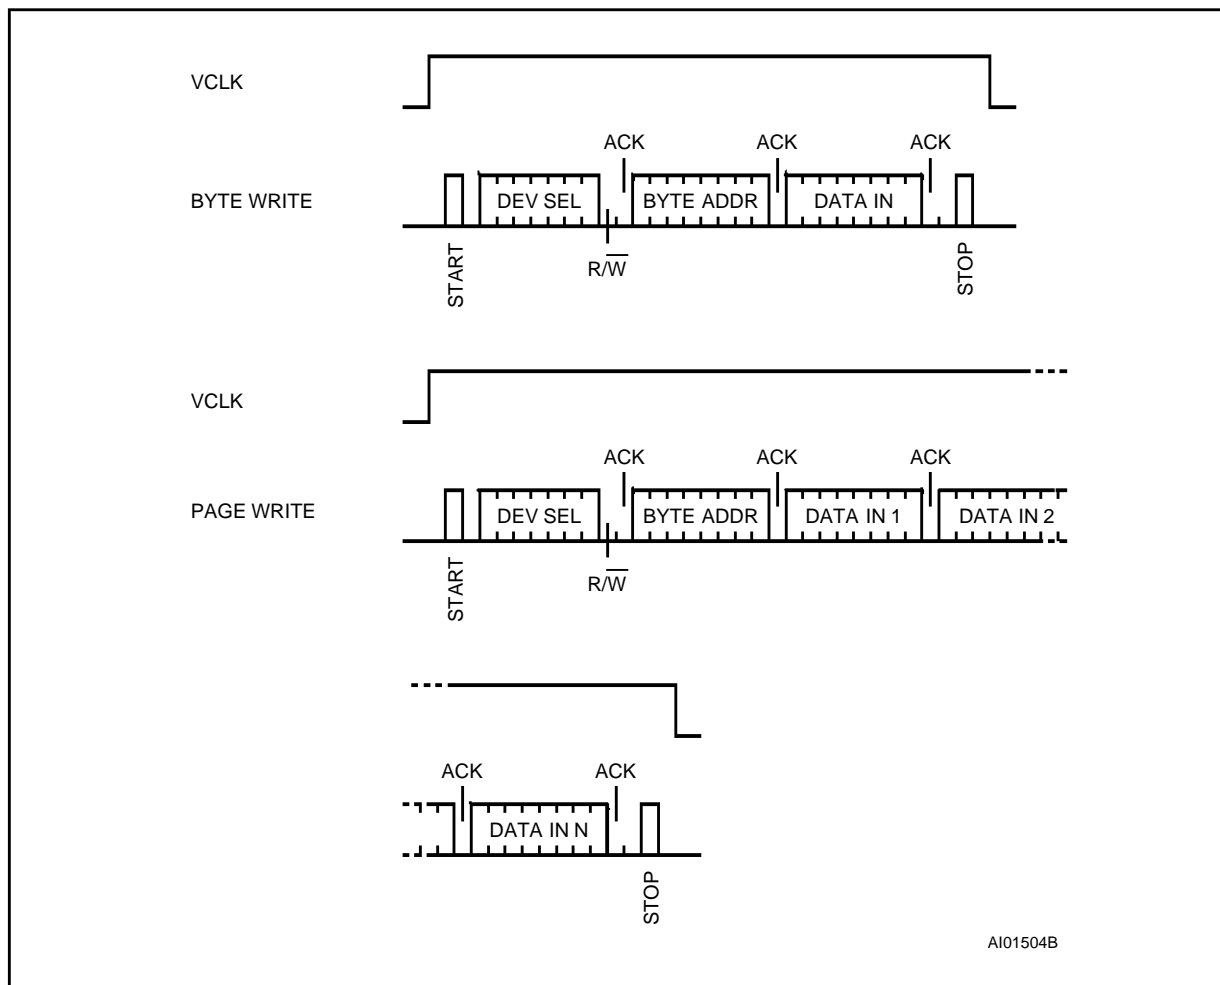 VCLK
ACK ACK ACK
BYTE WRITE DEV SEL BYTE ADDR DATA IN
START R/W̅ STOP
VCLK
ACK ACK ACK
PAGE WRITE DEV SEL BYTE ADDR DATA IN 1 DATA IN 2
START R/W̅
ACK ACK
DATA IN N
STOP
AI01504B